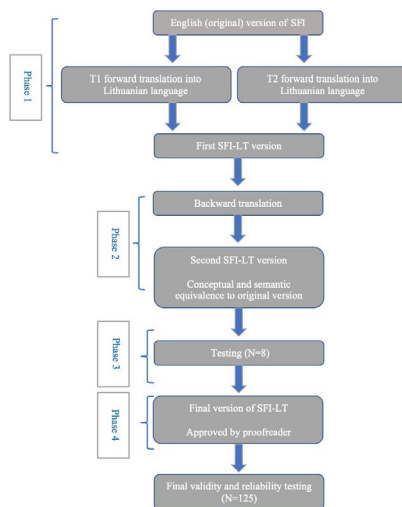 English (original) version of SFI
Phase 1
T1 forward translation into
Lithuanian language
T2 forward translation into
Lithuanian language
First SFI-LT version
Phase 2
Backward translation
Second SFI-LT version
Conceptual and semantic
equivalence to original version
Phase 3
Testing (N=8)
Phase 4
Final version of SFI-LT
Approved by proofreader
Final validity and reliability testing
(N=125)